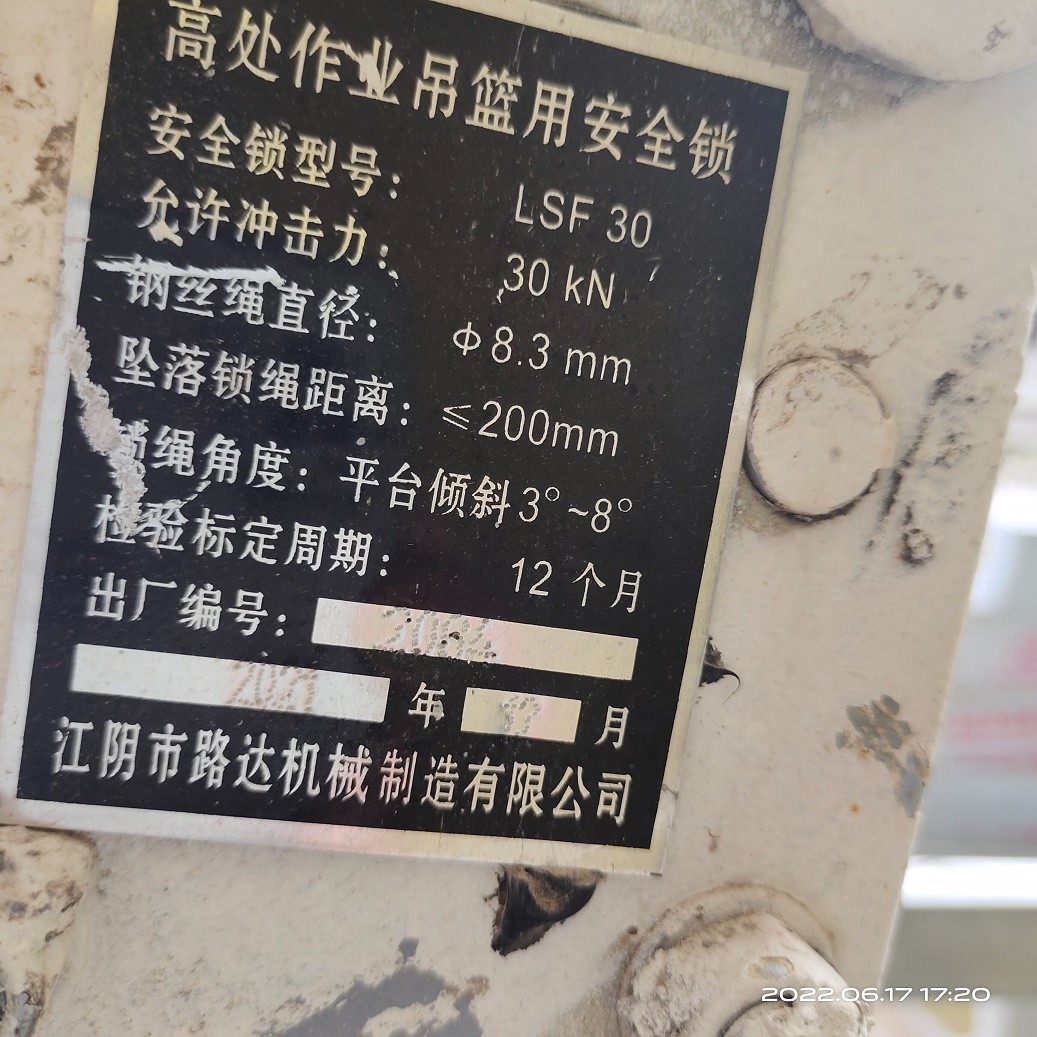 高处作业吊篮用安全锁
安全锁型号： LSF 30
允许冲击力： 30 kN
钢丝绳直径： Φ8.3 mm
坠落锁绳距离： ≤200mm
锁绳角度： 平台倾斜3°~8°
检验标定周期： 12 个月
出厂编号：
2021 年 月
江阴市路达机械制造有限公司
2022.06.17 17:20